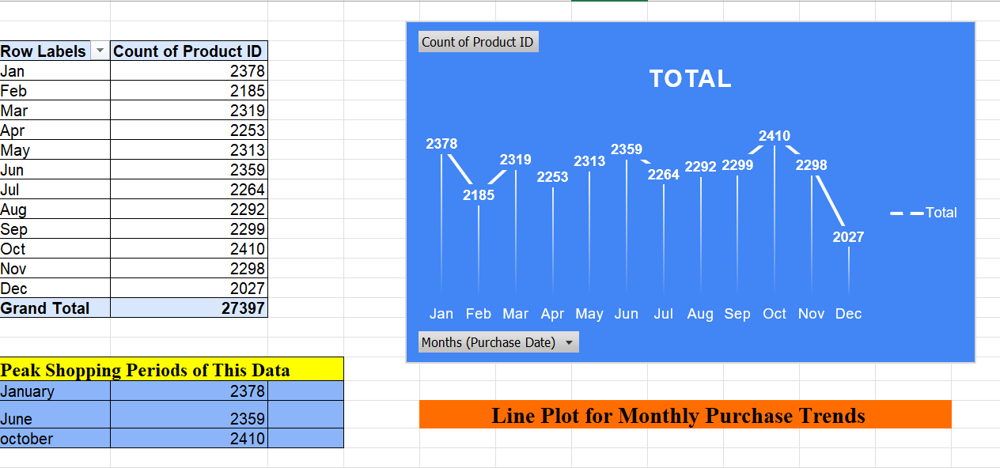 Row Labels Count of Product ID
Jan 2378
Feb 2185
Mar 2319
Apr 2253
May 2313
Jun 2359
Jul 2264
Aug 2292
Sep 2299
Oct 2410
Nov 2298
Dec 2027
Grand Total 27397
Peak Shopping Periods of This Data
January 2378
June 2359
october 2410
Count of Product ID
TOTAL
2378 2185 2319 2253 2313 2359 2264 2292 2299 2410 2298 2027
Total
Jan Feb Mar Apr May Jun Jul Aug Sep Oct Nov Dec
Months (Purchase Date)
Line Plot for Monthly Purchase Trends